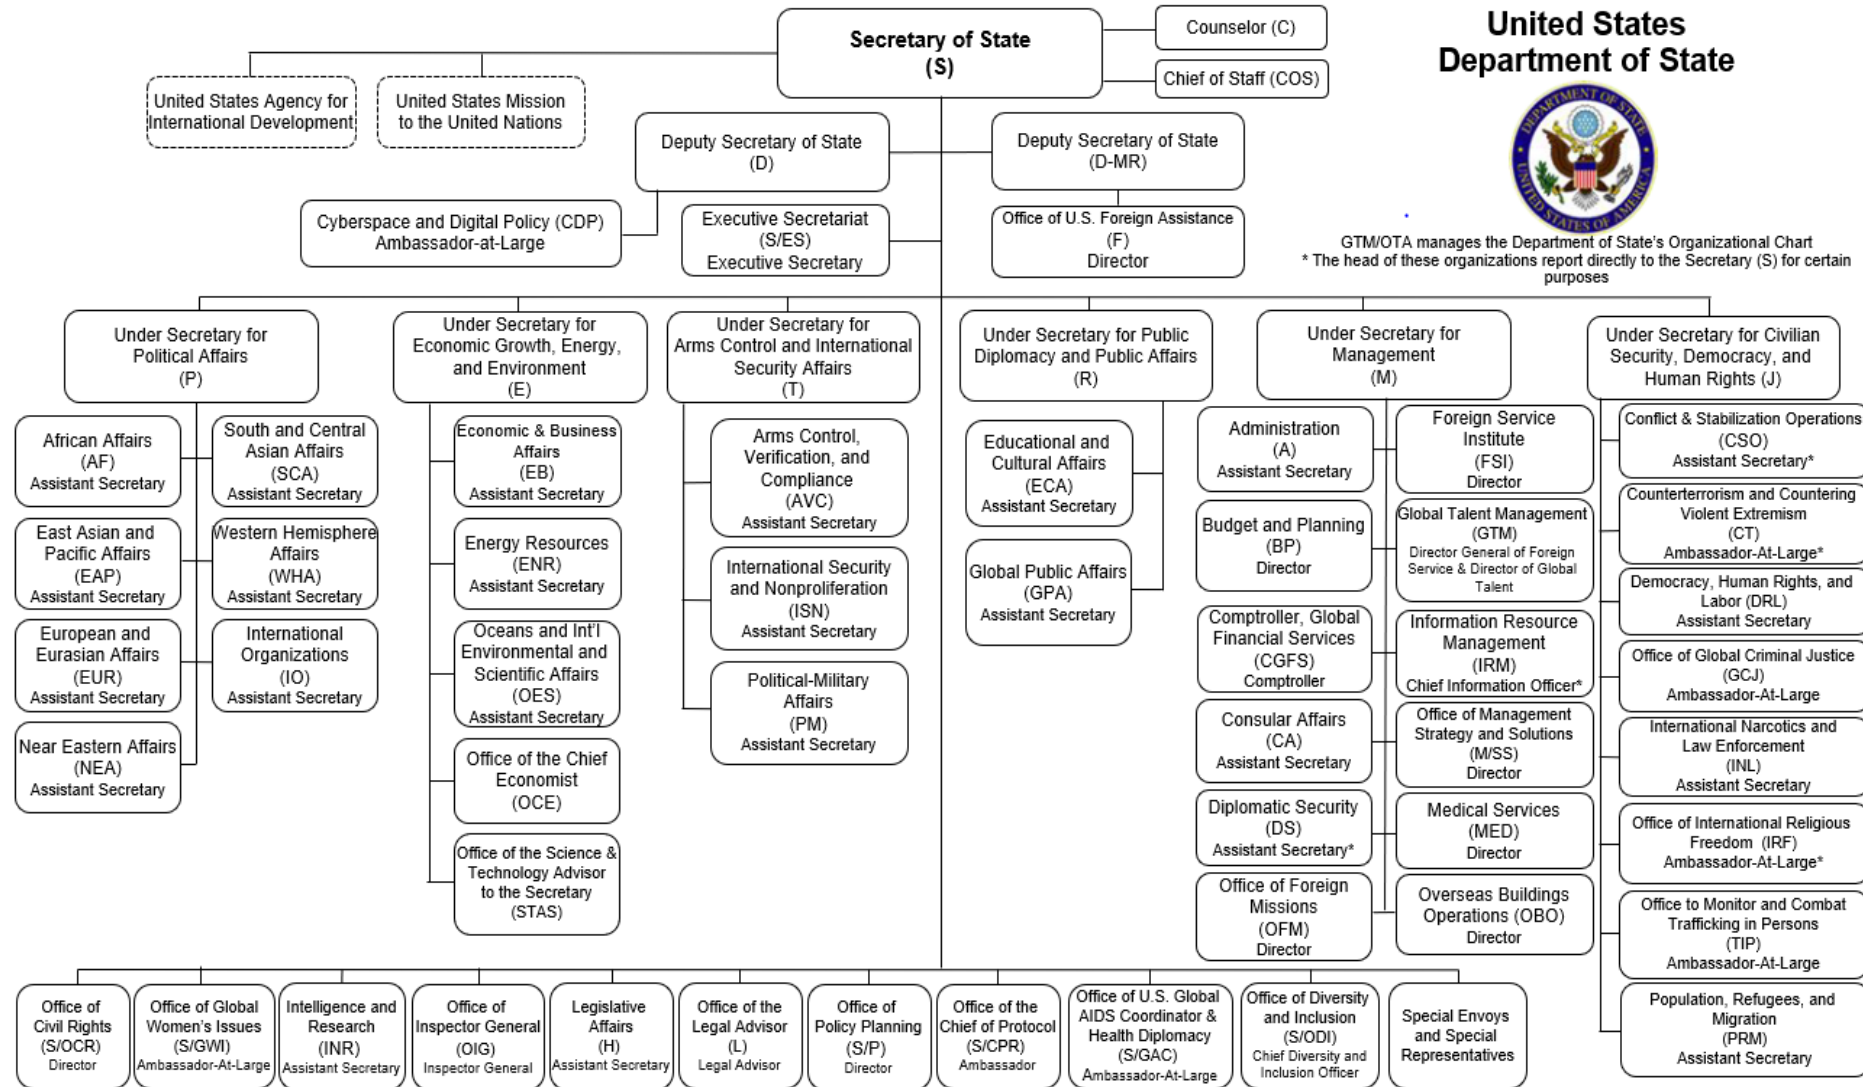 Secretary of State
(S)
Counselor (C)
Chief of Staff (COS)
United States
Department of State
DEPARTMENT OF STATE
UNITED STATES OF AMERICA
GTM/OTA manages the Department of State's Organizational Chart
* The head of these organizations report directly to the Secretary (S) for certain
purposes
United States Agency for
International Development
United States Mission
to the United Nations
Deputy Secretary of State
(D)
Deputy Secretary of State
(D-MR)
Cyberspace and Digital Policy (CDP)
Ambassador-at-Large
Executive Secretariat
(S/ES)
Executive Secretary
Office of U.S. Foreign Assistance
(F)
Director
Under Secretary for
Political Affairs
(P)
Under Secretary for
Economic Growth, Energy,
and Environment
(E)
Under Secretary for
Arms Control and International
Security Affairs
(T)
Under Secretary for Public
Diplomacy and Public Affairs
(R)
Under Secretary for
Management
(M)
Under Secretary for Civilian
Security, Democracy, and
Human Rights (J)
African Affairs
(AF)
Assistant Secretary
South and Central
Asian Affairs
(SCA)
Assistant Secretary
East Asian and
Pacific Affairs
(EAP)
Assistant Secretary
Western Hemisphere
Affairs
(WHA)
Assistant Secretary
European and
Eurasian Affairs
(EUR)
Assistant Secretary
International
Organizations
(IO)
Assistant Secretary
Near Eastern Affairs
(NEA)
Assistant Secretary
Economic & Business
Affairs
(EB)
Assistant Secretary
Energy Resources
(ENR)
Assistant Secretary
Oceans and Int'l
Environmental and
Scientific Affairs
(OES)
Assistant Secretary
Office of the Chief
Economist
(OCE)
Office of the Science &
Technology Advisor
to the Secretary
(STAS)
Arms Control,
Verification, and
Compliance
(AVC)
Assistant Secretary
International Security
and Nonproliferation
(ISN)
Assistant Secretary
Political-Military
Affairs
(PM)
Assistant Secretary
Educational and
Cultural Affairs
(ECA)
Assistant Secretary
Global Public Affairs
(GPA)
Assistant Secretary
Administration
(A)
Assistant Secretary
Foreign Service
Institute
(FSI)
Director
Budget and Planning
(BP)
Director
Global Talent Management
(GTM)
Director General of Foreign
Service & Director of Global
Talent
Comptroller, Global
Financial Services
(CGFS)
Comptroller
Information Resource
Management
(IRM)
Chief Information Officer*
Consular Affairs
(CA)
Assistant Secretary
Office of Management
Strategy and Solutions
(M/SS)
Director
Diplomatic Security
(DS)
Assistant Secretary*
Medical Services
(MED)
Director
Office of Foreign
Missions
(OFM)
Director
Overseas Buildings
Operations (OBO)
Director
Conflict & Stabilization Operations
(CSO)
Assistant Secretary*
Counterterrorism and Countering
Violent Extremism
(CT)
Ambassador-At-Large*
Democracy, Human Rights, and
Labor (DRL)
Assistant Secretary
Office of Global Criminal Justice
(GCJ)
Ambassador-At-Large
International Narcotics and
Law Enforcement
(INL)
Assistant Secretary
Office of International Religious
Freedom (IRF)
Ambassador-At-Large*
Office to Monitor and Combat
Trafficking in Persons
(TIP)
Ambassador-At-Large
Population, Refugees, and
Migration
(PRM)
Assistant Secretary
Office of
Civil Rights
(S/OCR)
Director
Office of Global
Women's Issues
(S/GWI)
Ambassador-At-Large
Intelligence and
Research
(INR)
Assistant Secretary
Office of
Inspector General
(OIG)
Inspector General
Legislative
Affairs
(H)
Assistant Secretary
Office of the
Legal Advisor
(L)
Legal Advisor
Office of
Policy Planning
(S/P)
Director
Office of the
Chief of Protocol
(S/CPR)
Ambassador
Office of U.S. Global
AIDS Coordinator &
Health Diplomacy
(S/GAC)
Ambassador-At-Large
Office of Diversity
and Inclusion
(S/ODI)
Chief Diversity and
Inclusion Officer
Special Envoys
and Special
Representatives